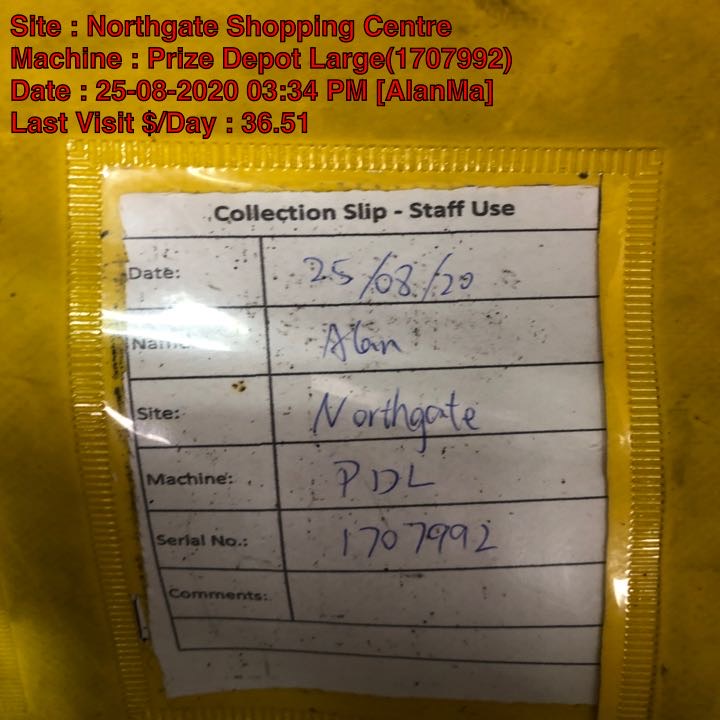 Site : Northgate Shopping Centre
Machine : Prize Depot Large(1707992)
Date : 25-08-2020 03:34 PM [AlanMa]
Last Visit $/Day : 36.51
Collection Slip - Staff Use
Date: 25/08/20
Name: Alan
Site: Northgate
Machine: PDL
Serial No.: 1707992
Comments: